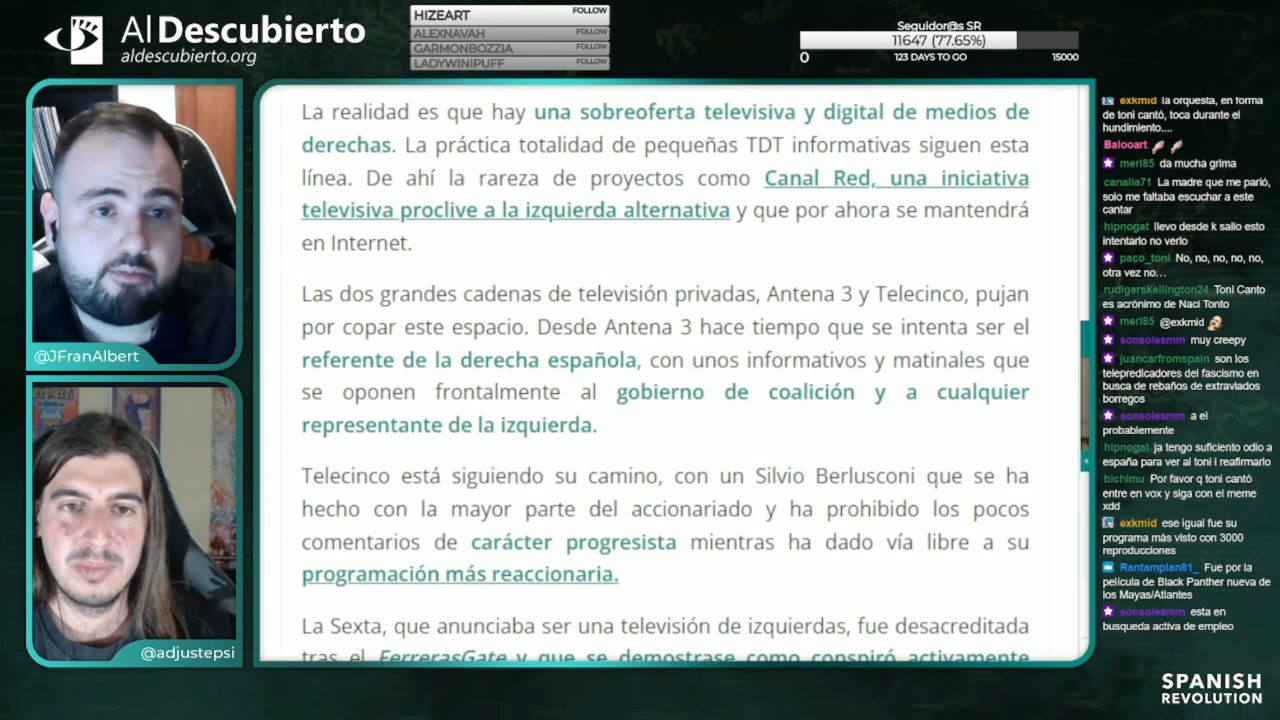 Al Descubierto
aldescubierto.org
HIZEART FOLLOW
ALEXNAVAH FOLLOW
GARMONBOZZIA FOLLOW
LADYWINIPUFF FOLLOW
Seguidor@s SR
11647 (77.65%)
0 123 DAYS TO GO 15000
La realidad es que hay una sobreoferta televisiva y digital de medios de
derechas. La práctica totalidad de pequeñas TDT informativas siguen esta
línea. De ahí la rareza de proyectos como Canal Red, una iniciativa
televisiva proclive a la izquierda alternativa y que por ahora se mantendrá
en Internet.
Las dos grandes cadenas de televisión privadas, Antena 3 y Telecinco, pujan
por copar este espacio. Desde Antena 3 hace tiempo que se intenta ser el
referente de la derecha española, con unos informativos y matinales que
se oponen frontalmente al gobierno de coalición y a cualquier
representante de la izquierda.
Telecinco está siguiendo su camino, con un Silvio Berlusconi que se ha
hecho con la mayor parte del accionariado y ha prohibido los pocos
comentarios de carácter progresista mientras ha dado vía libre a su
programación más reaccionaria.
La Sexta, que anunciaba ser una televisión de izquierdas, fue desacreditada
tras el FerrerasGate y que se demostrase como conspiró activamente
@JFranAlbert
@adjustepsi
exkmid la orquesta, en forma
de toni cantó, toca durante el
hundimiento....
Balooart
merl85 da mucha grima
canalla71 La madre que me parió,
solo me faltaba escuchar a este
cantar
hipnogat llevo desde k salio esto
intentarlo no verlo
paco_toni No, no, no, no, no,
otra vez no…
rudigerskellington24 Toni Canto
es acrónimo de Naci Tonto
merl85 @exkmid
sonsolesmm muy creepy
juancarfromspain son los
telepredicadores del fascismo en
busca de rebaños de extraviados
borregos
sonsolesmm a el
probablemente
hipnogat ja tengo suficiento odio a
españa para ver al toni i reafirmarlo
bichimu Por favor q toni cantó
entre en vox y siga con el meme
xdd
exkmid ese igual fue su
programa más visto con 3000
reproducciones
Rantamplan81_ Fue por la
película de Black Panther nueva de
los Mayas/Atlantes
sonsolesmm esta en
busqueda activa de empleo
SPANISH
REVOLUTION